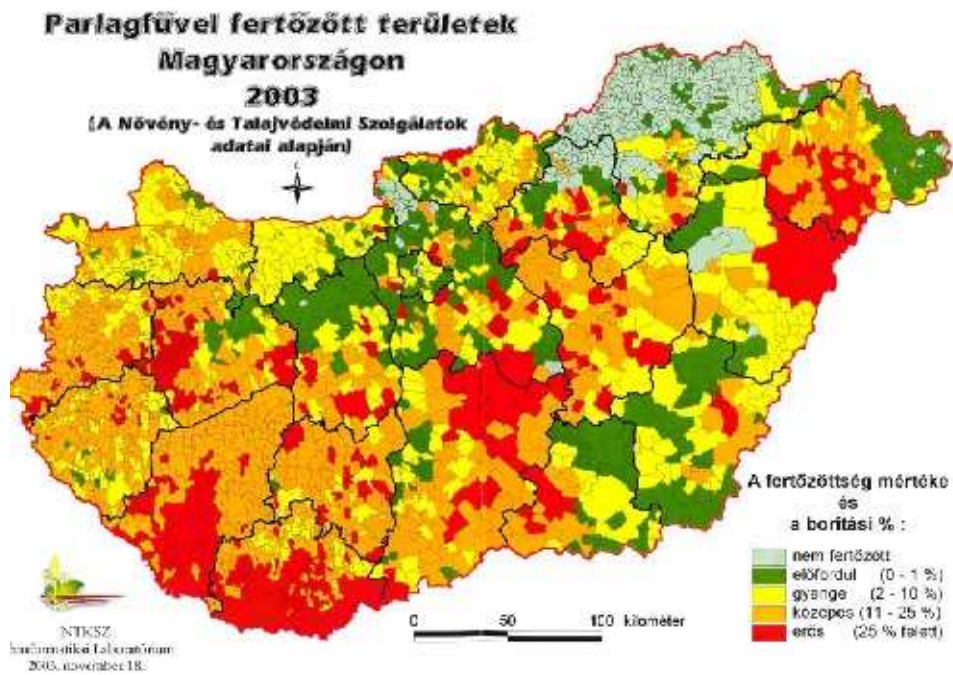 Parlagfűvel fertőzött területek
Magyarországon
2003
(A Növény- és Talajvédelmi Szolgálatok
adatai alapján)
A fertőzöttség mértéke
és
a borítási % :
nem fertőzött
előfordul (0 - 1 %)
gyenge (2 - 10 %)
közepes (11 - 25 %)
erős (25 % felett)
0 50 100 kilométer
NTKSZ
Laboratórium
2003. november 18.